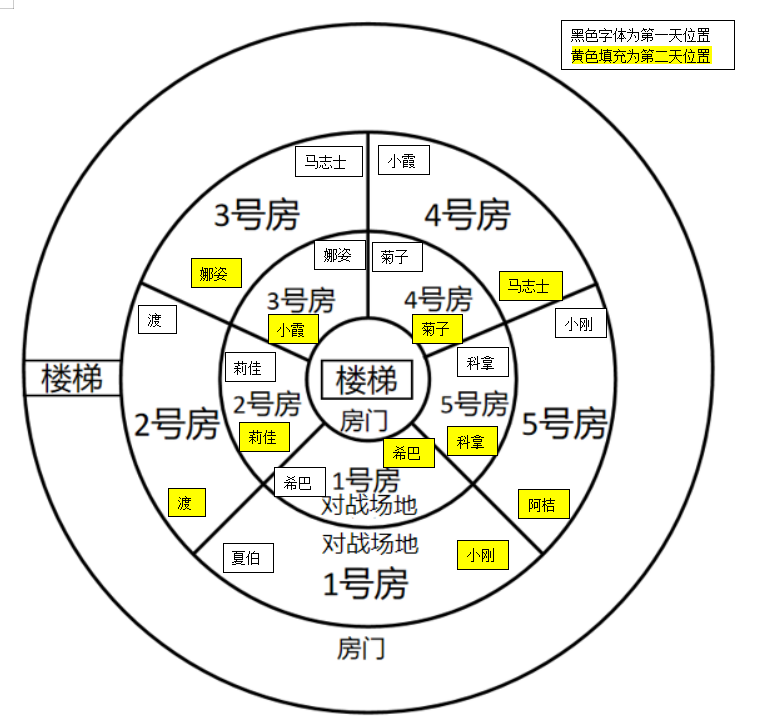 黑色字体为第一天位置
黄色填充为第二天位置
马志士
小霞
3号房
4号房
娜姿
菊子
娜姿
马志士
3号房
4号房
渡
小霞
菊子
小刚
莉佳
科拿
楼梯
楼梯
2号房
5号房
2号房
5号房
房门
莉佳
科拿
希巴
希巴
1号房
渡
对战场地
阿桔
夏伯
对战场地
小刚
1号房
房门